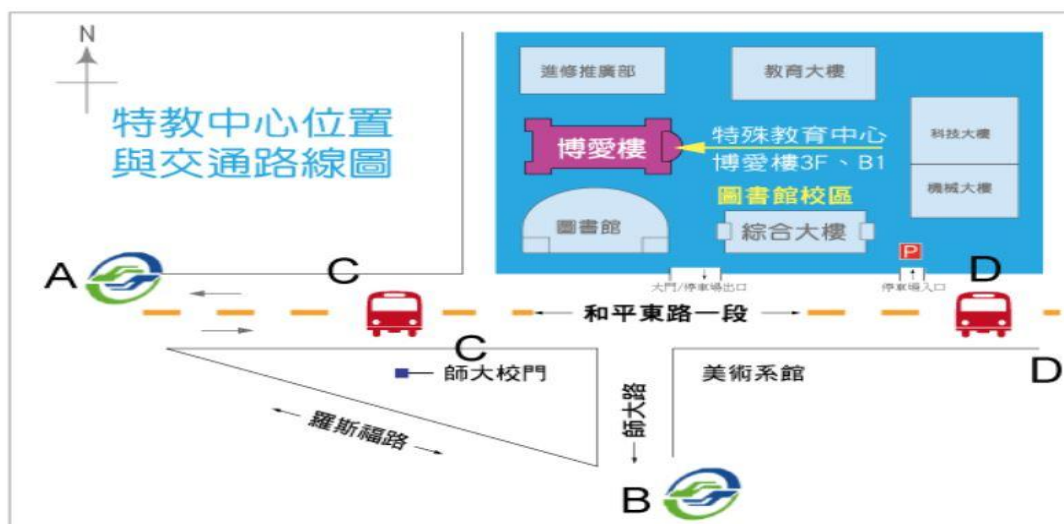 N
特教中心位置
與交通路線圖
進修推廣部
教育大樓
博愛樓
特殊教育中心
博愛樓3F、B1
科技大樓
機械大樓
圖書館校區
圖書館
綜合大樓
P
A
C
D
大門/停車場出口
停車場入口
和平東路一段
C
師大校門
美術系館
D
師大路
羅斯福路
B